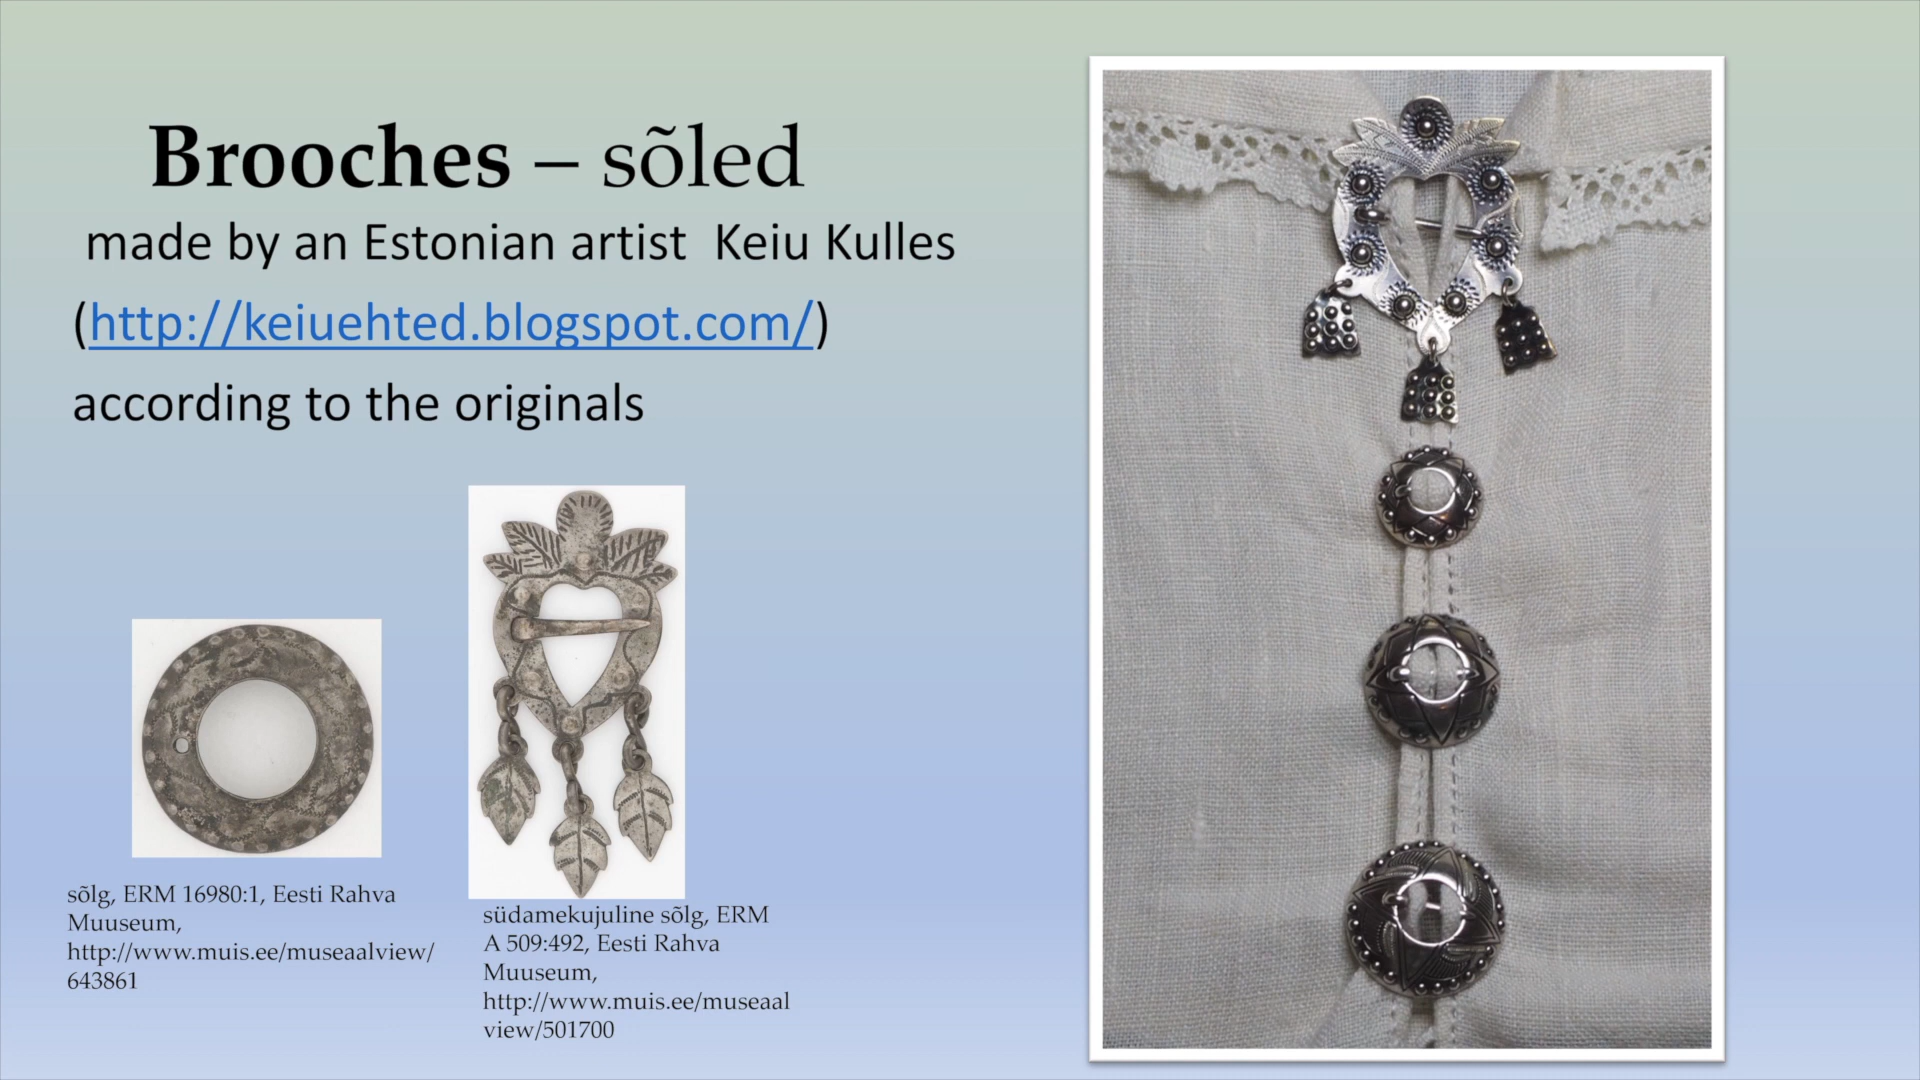 Brooches – sõled
made by an Estonian artist Keiu Kulles
(http://keiuehted.blogspot.com/)
according to the originals
sõlg, ERM 16980:1, Eesti Rahva
Muuseum,
http://www.muis.ee/museaalview/
643861
südamekujuline sõlg, ERM
A 509:492, Eesti Rahva
Muuseum,
http://www.muis.ee/museaal
view/501700